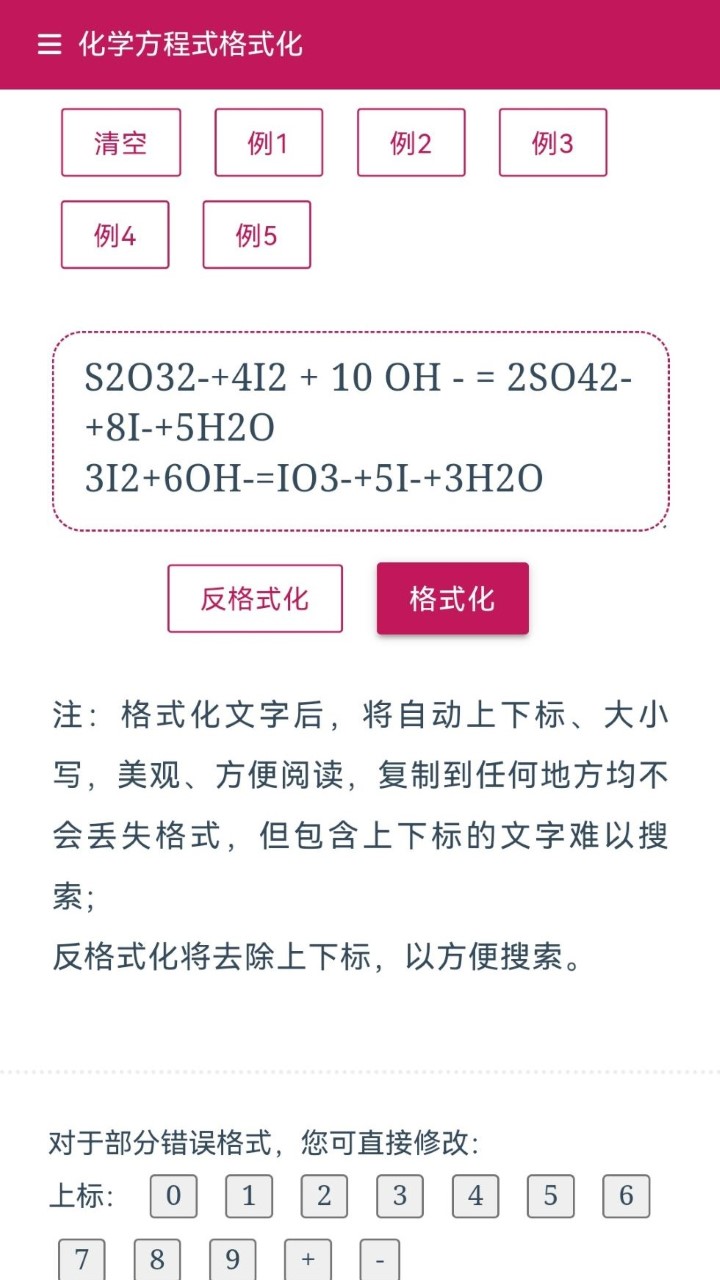 化学方程式格式化
清空 例1 例2 例3
例4 例5
S2O32-+4I2 + 10 OH - = 2SO42-
+8I-+5H2O
3I2+6OH-=IO3-+5I-+3H2O
反格式化 格式化
注：格式化文字后，将自动上下标、大小
写，美观、方便阅读，复制到任何地方均不
会丢失格式，但包含上下标的文字难以搜
索；
反格式化将去除上下标，以方便搜索。
对于部分错误格式，您可直接修改：
上标： 0 1 2 3 4 5 6
7 8 9 + -